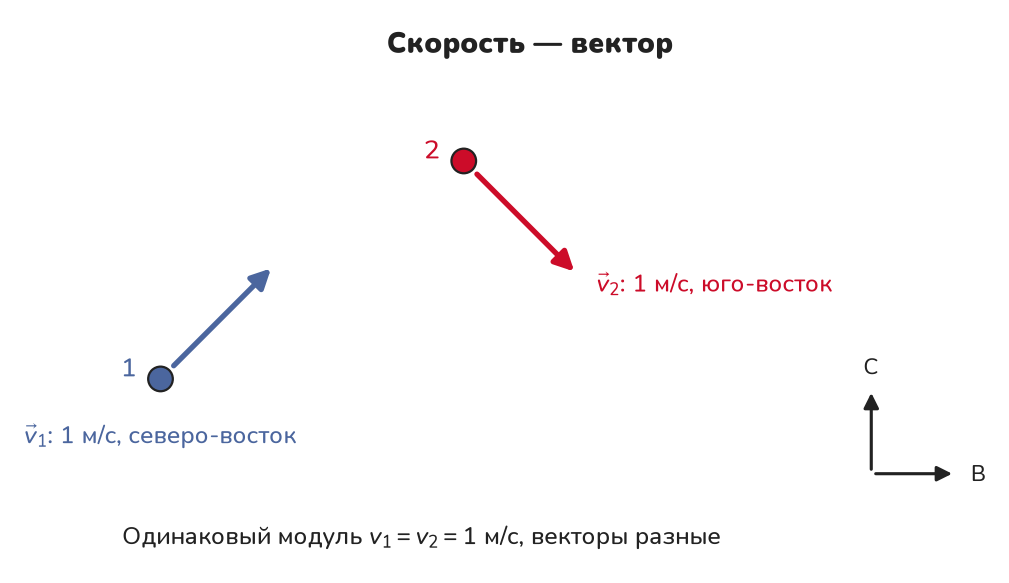 Скорость — вектор
2
v⃗₂: 1 м/с, юго-восток
1
С
v⃗₁: 1 м/с, северо-восток
В
Одинаковый модуль v₁ = v₂ = 1 м/с, векторы разные